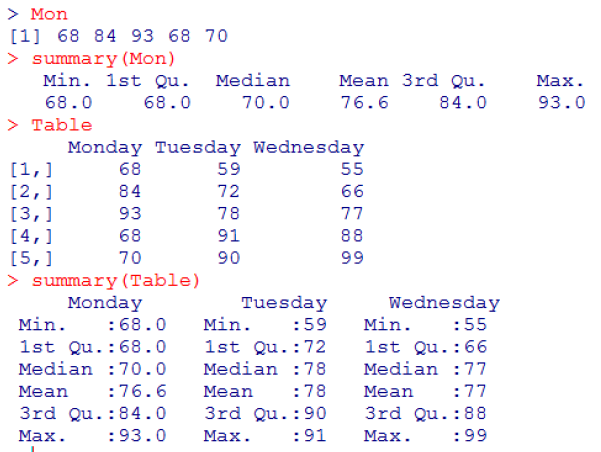 > Mon
[1] 68 84 93 68 70
> summary(Mon)
   Min. 1st Qu.  Median    Mean 3rd Qu.    Max.
   68.0    68.0    70.0    76.6    84.0    93.0
> Table
     Monday Tuesday Wednesday
[1,]     68      59        55
[2,]     84      72        66
[3,]     93      78        77
[4,]     68      91        88
[5,]     70      90        99
> summary(Table)
     Monday        Tuesday     Wednesday
 Min.   :68.0   Min.   :59   Min.   :55
 1st Qu.:68.0   1st Qu.:72   1st Qu.:66
 Median :70.0   Median :78   Median :77
 Mean   :76.6   Mean   :78   Mean   :77
 3rd Qu.:84.0   3rd Qu.:90   3rd Qu.:88
 Max.   :93.0   Max.   :91   Max.   :99